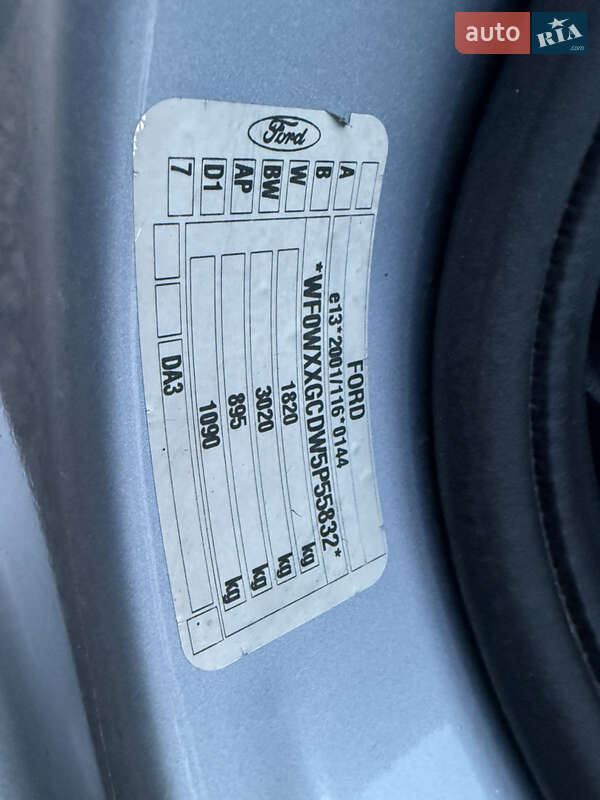 auto RIA.com
Ford
FORD
e13*2001/116*0144
*WF0WXXGCDW5P55832*
1820 kg
3020 kg
895 kg
1090 kg
A
B
W
BW
AP
D1
7
DA3